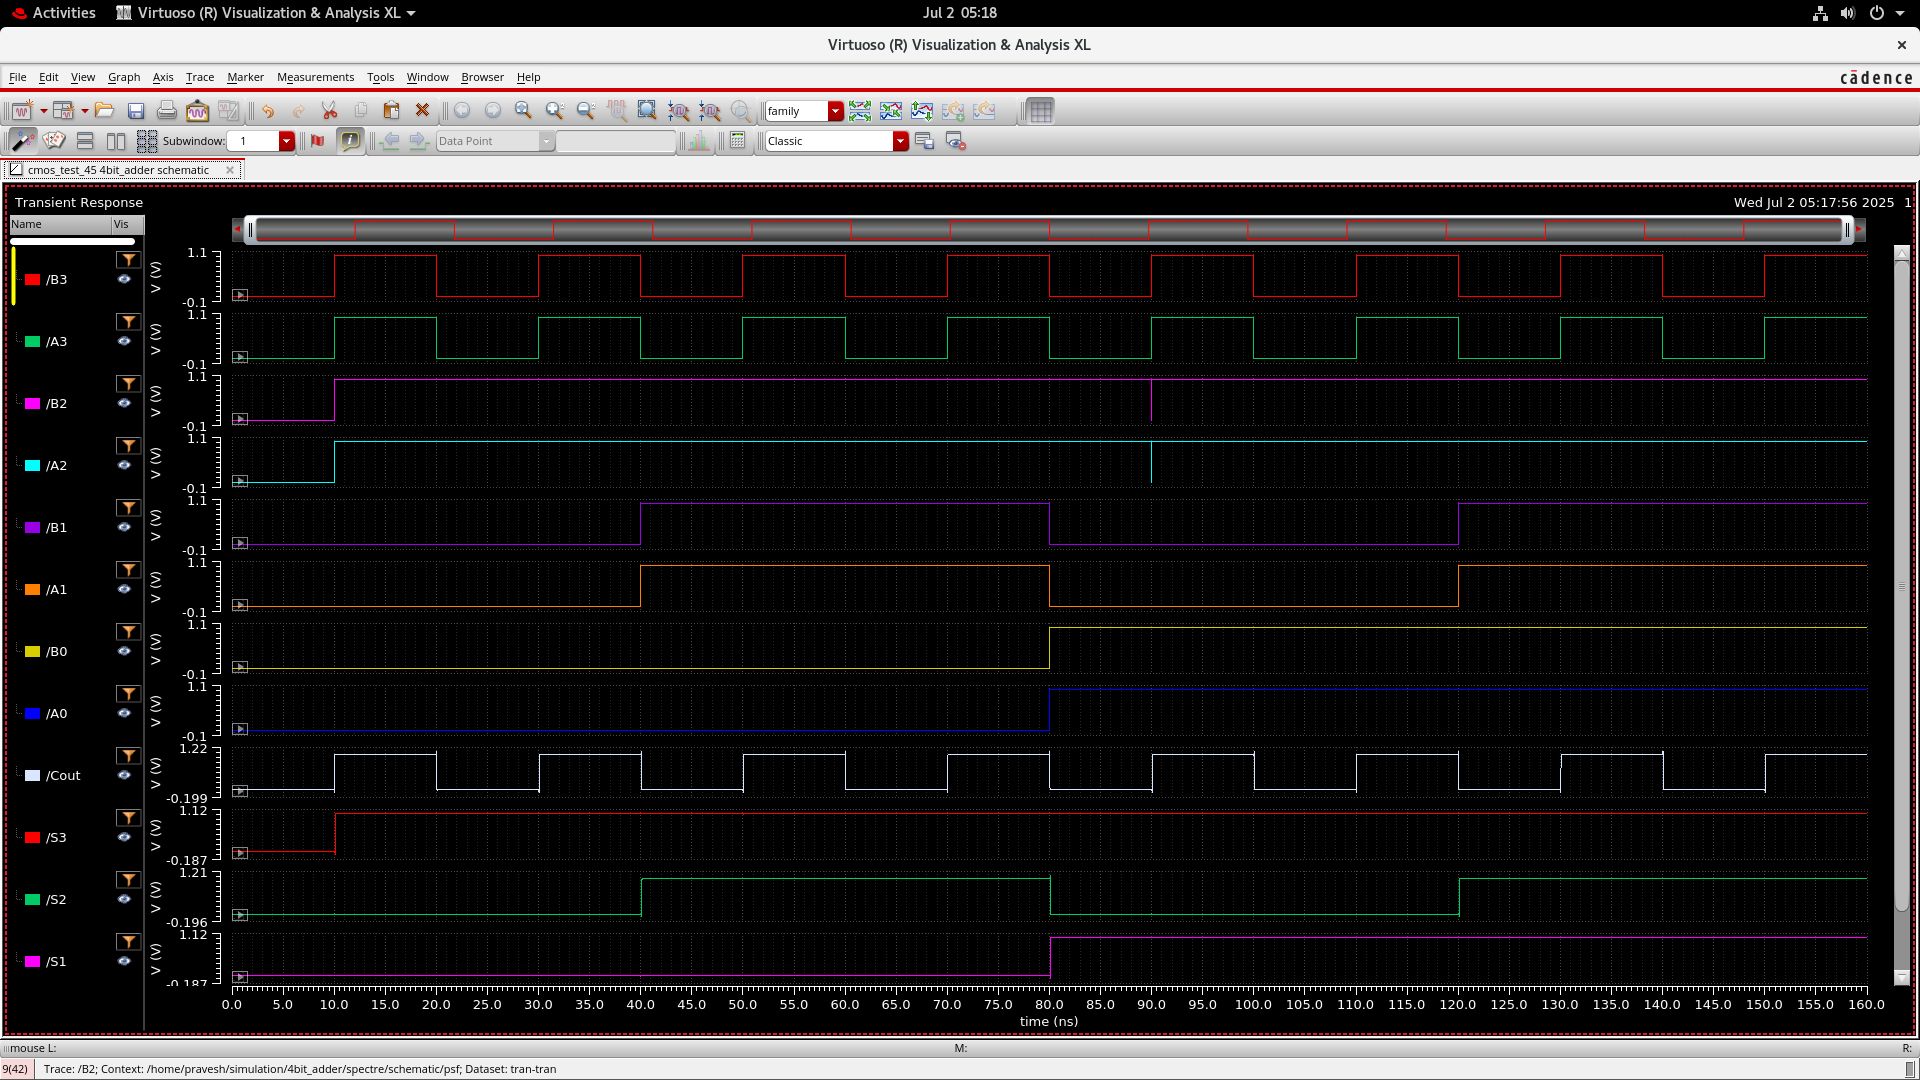 Activities Virtuoso (R) Visualization & Analysis XL Jul 2 05:18
Virtuoso (R) Visualization & Analysis XL
File Edit View Graph Axis Trace Marker Measurements Tools Window Browser Help cādence
family
Subwindow: 1 Data Point Classic
cmos_test_45 4bit_adder schematic
Transient Response Wed Jul 2 05:17:56 2025 1
Name Vis
/B3 V (V) 1.1 -0.1
/A3 V (V) 1.1 -0.1
/B2 V (V) 1.1 -0.1
/A2 V (V) 1.1 -0.1
/B1 V (V) 1.1 -0.1
/A1 V (V) 1.1 -0.1
/B0 V (V) 1.1 -0.1
/A0 V (V) 1.1 -0.1
/Cout V (V) 1.22 -0.199
/S3 V (V) 1.12 -0.187
/S2 V (V) 1.21 -0.196
/S1 V (V) 1.12 -0.187
0.0 5.0 10.0 15.0 20.0 25.0 30.0 35.0 40.0 45.0 50.0 55.0 60.0 65.0 70.0 75.0 80.0 85.0 90.0 95.0 100.0 105.0 110.0 115.0 120.0 125.0 130.0 135.0 140.0 145.0 150.0 155.0 160.0
time (ns)
mouse L: M: R:
9(42) Trace: /B2; Context: /home/pravesh/simulation/4bit_adder/spectre/schematic/psf; Dataset: tran-tran